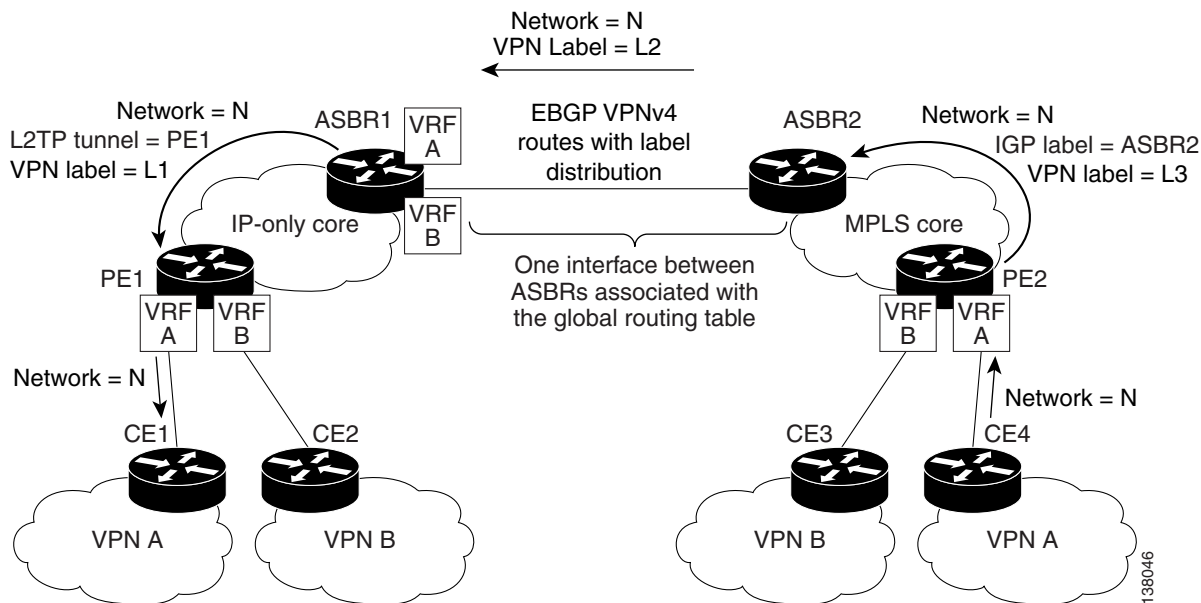 Network = N
VPN Label = L2
Network = N
L2TP tunnel = PE1
VPN label = L1
ASBR1
VRF
A
VRF
B
EBGP VPNv4
routes with label
distribution
ASBR2
Network = N
IGP label = ASBR2
VPN label = L3
IP-only core
MPLS core
One interface between
ASBRs associated with
the global routing table
PE1
VRF
A
VRF
B
PE2
VRF
B
VRF
A
Network = N
Network = N
CE1
CE2
CE3
CE4
VPN A
VPN B
VPN B
VPN A
138046